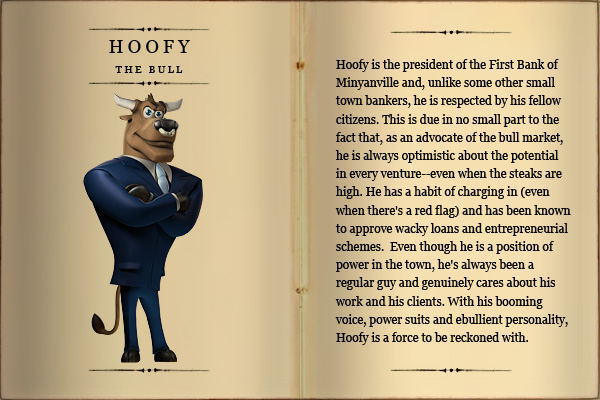 HOOFY
THE BULL
Hoofy is the president of the First Bank of
Minyanville and, unlike some other small
town bankers, he is respected by his fellow
citizens. This is due in no small part to the
fact that, as an advocate of the bull market,
he is always optimistic about the potential
in every venture--even when the steaks are
high. He has a habit of charging in (even
when there's a red flag) and has been known
to approve wacky loans and entrepreneurial
schemes.  Even though he is a position of
power in the town, he's always been a
regular guy and genuinely cares about his
work and his clients. With his booming
voice, power suits and ebullient personality,
Hoofy is a force to be reckoned with.